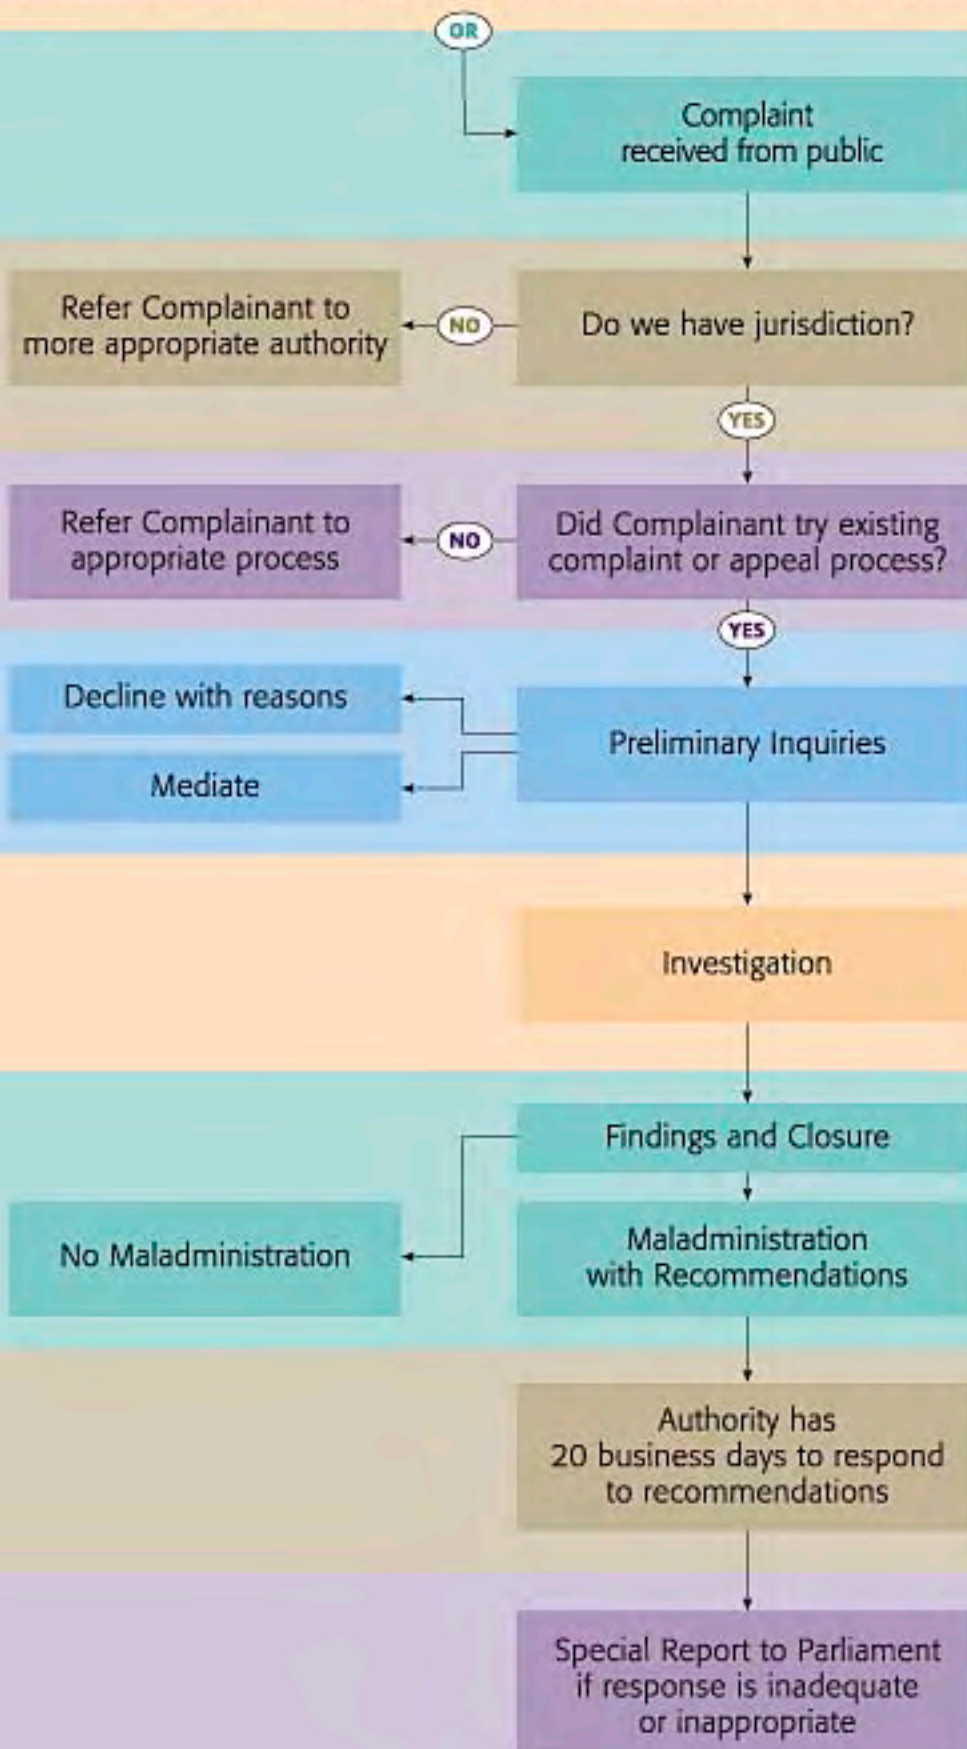 OR
Complaint
received from public
Refer Complainant to
more appropriate authority
NO
Do we have jurisdiction?
YES
Refer Complainant to
appropriate process
NO
Did Complainant try existing
complaint or appeal process?
YES
Decline with reasons
Mediate
Preliminary Inquiries
Investigation
Findings and Closure
No Maladministration
Maladministration
with Recommendations
Authority has
20 business days to respond
to recommendations
Special Report to Parliament
if response is inadequate
or inappropriate